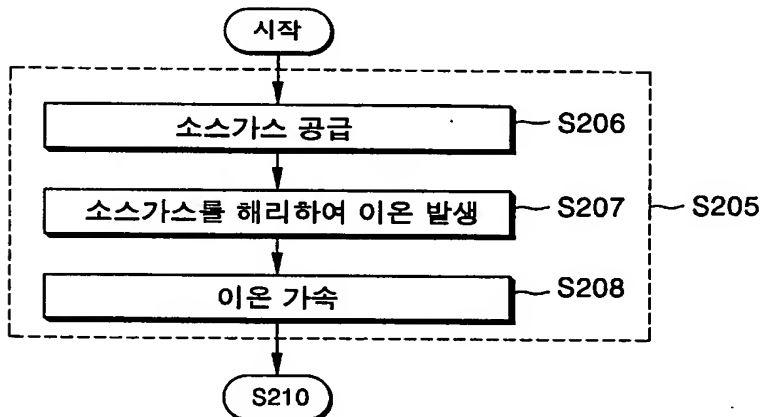 시작
소스가스 공급
S206
소스가스를 해리하여 이온 발생
S207
S205
이온 가속
S208
S210